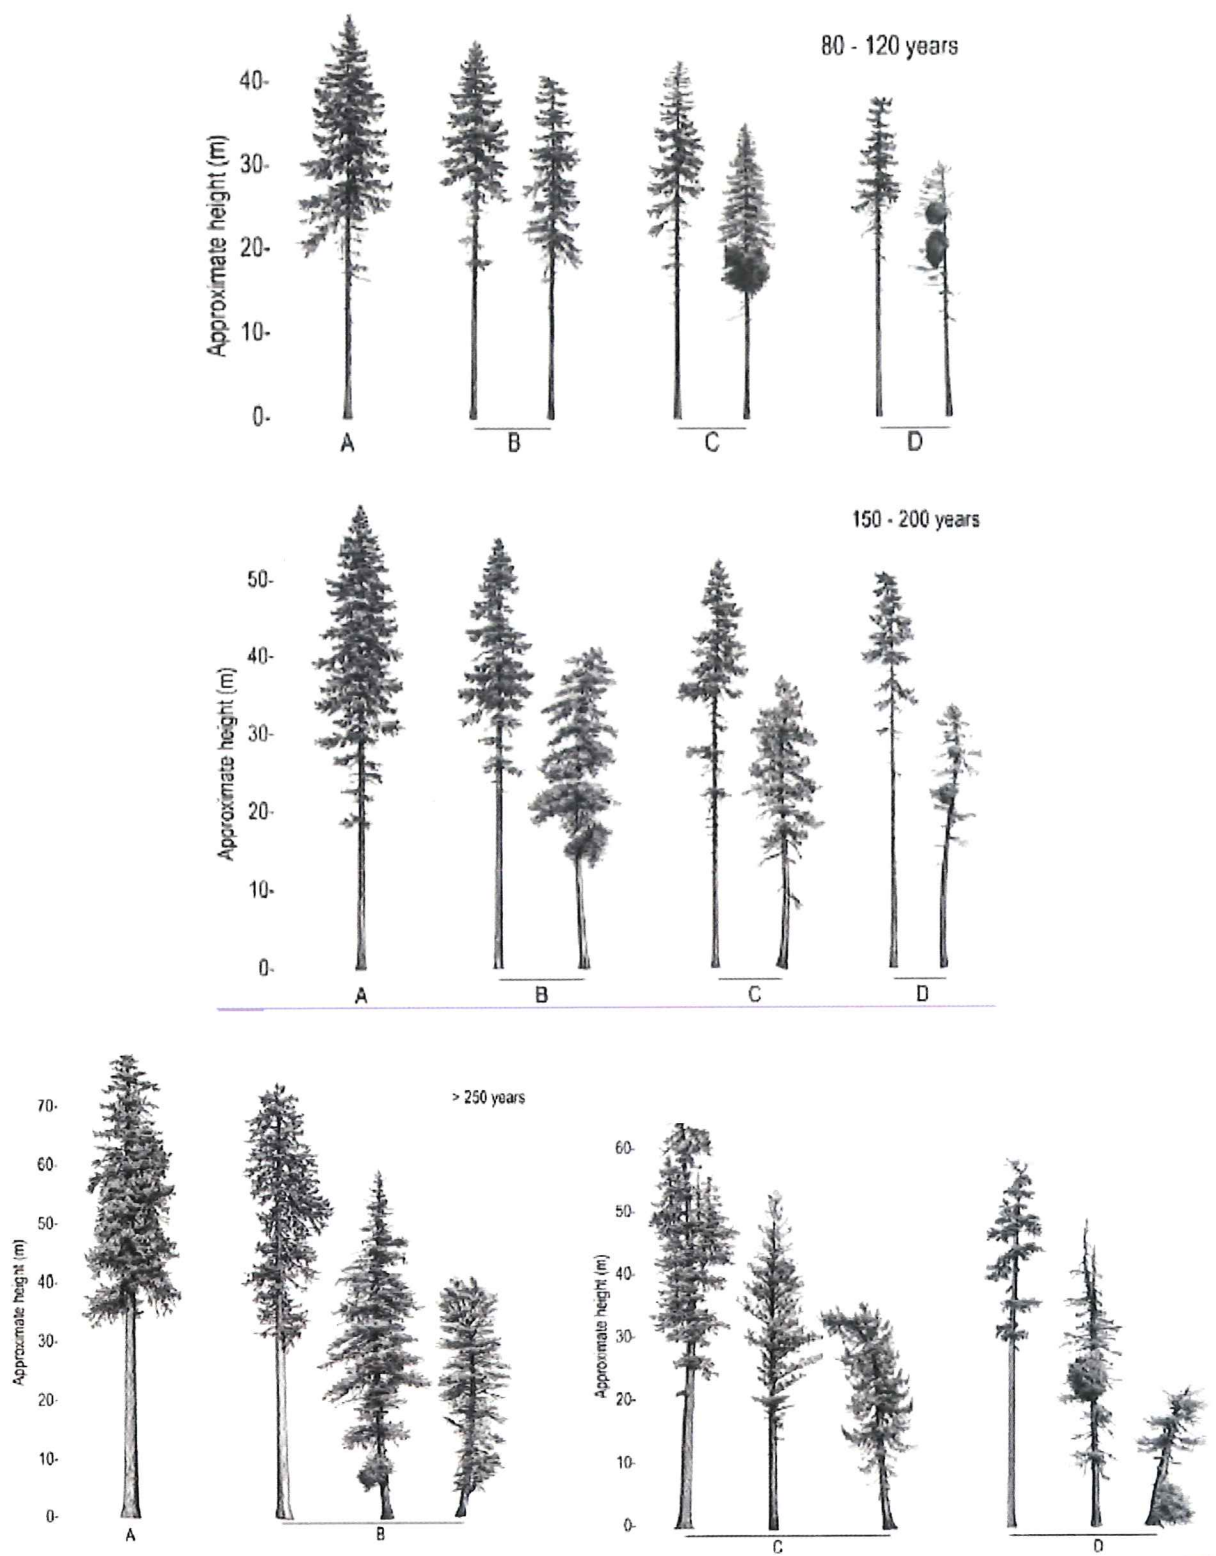 80 - 120 years
Approximate height (m)
40-
30-
20-
10-
0-
A
B
C
D
150 - 200 years
Approximate height (m)
50-
40-
30-
20-
10-
0-
A
B
C
D
> 250 years
Approximate height (m)
70-
60-
50-
40-
30-
20-
10-
0-
A
B
Approximate height (m)
60-
50-
40-
30-
20-
10-
0-
C
D